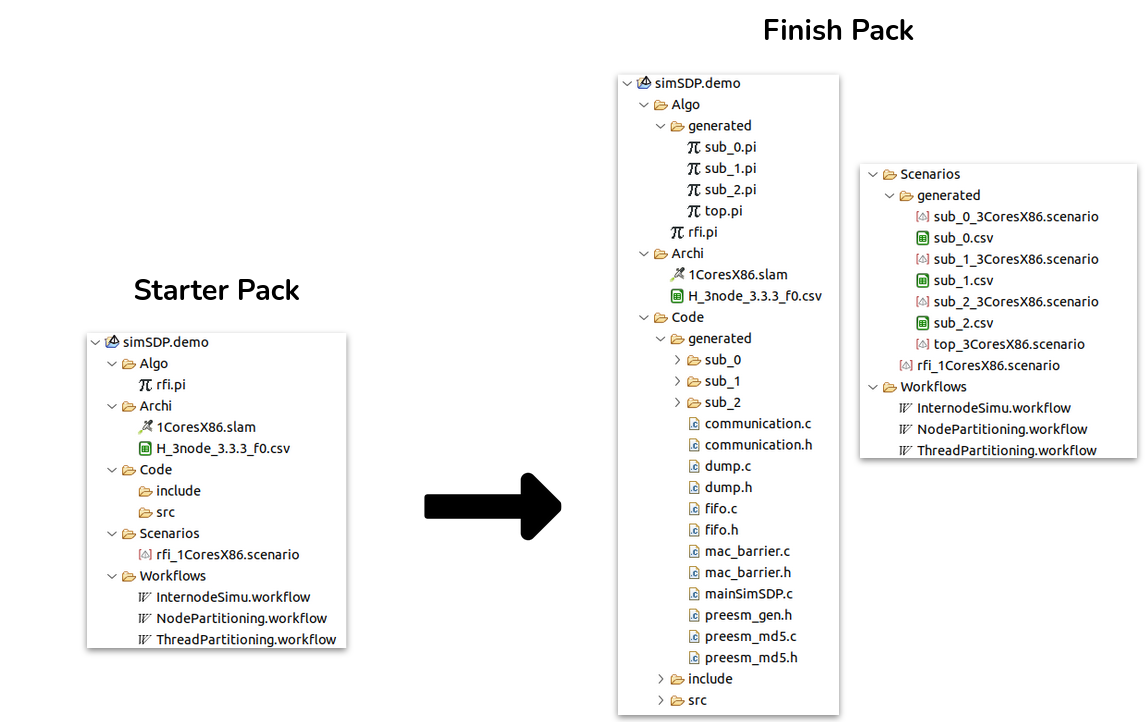 Starter Pack
simSDP.demo
Algo
rfi.pi
Archi
1CoresX86.slam
H_3node_3.3.3_f0.csv
Code
include
src
Scenarios
rfi_1CoresX86.scenario
Workflows
InternodeSimu.workflow
NodePartitioning.workflow
ThreadPartitioning.workflow
Finish Pack
simSDP.demo
Algo
generated
sub_0.pi
sub_1.pi
sub_2.pi
top.pi
rfi.pi
Archi
1CoresX86.slam
H_3node_3.3.3_f0.csv
Code
generated
sub_0
sub_1
sub_2
communication.c
communication.h
dump.c
dump.h
fifo.c
fifo.h
mac_barrier.c
mac_barrier.h
mainSimSDP.c
preesm_gen.h
preesm_md5.c
preesm_md5.h
include
src
Scenarios
generated
sub_0_3CoresX86.scenario
sub_0.csv
sub_1_3CoresX86.scenario
sub_1.csv
sub_2_3CoresX86.scenario
sub_2.csv
top_3CoresX86.scenario
rfi_1CoresX86.scenario
Workflows
InternodeSimu.workflow
NodePartitioning.workflow
ThreadPartitioning.workflow